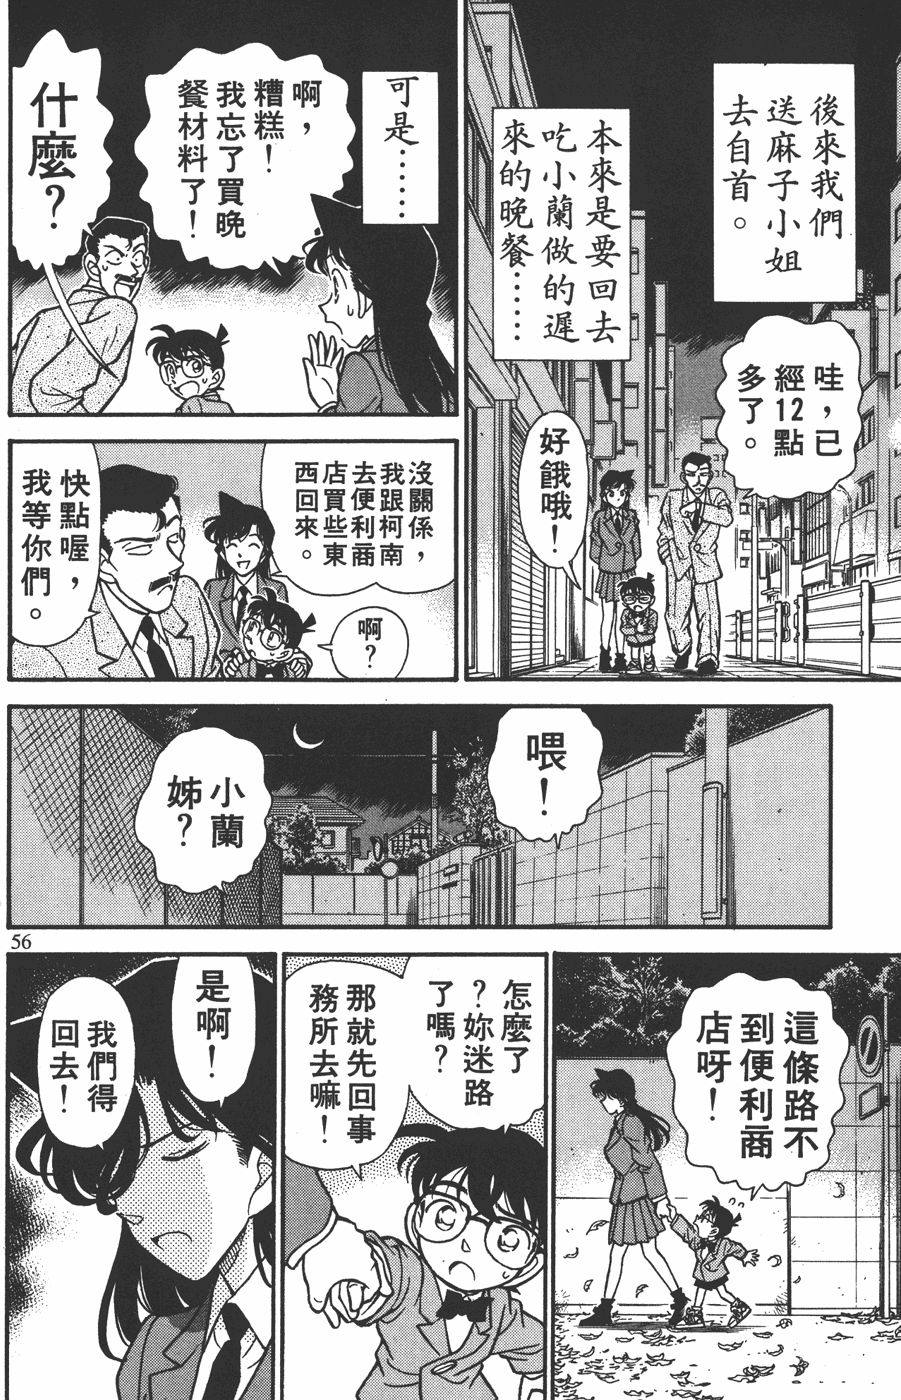 後來我們
送麻子小姐
去自首。
哇，已
經12點
多了。
本來是要回去
吃小蘭做的遲
來的晚餐……
好餓哦！
可是……
啊，
糟糕！
我忘了買晚
餐材料了！
什麼？
沒關係，
我跟柯南
去便利商
店買些東
西回來。
啊？
快點喔，
我等你們。
喂！
小蘭
姊？
56
這條路不
到便利商
店呀！
怎麼了
？妳迷路
了嗎？
那就先回事
務所去嘛！
是啊！
我們得
回去！